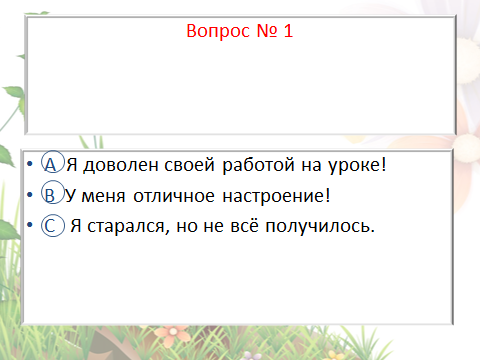 Вопрос № 1
• A Я доволен своей работой на уроке!
• B У меня отличное настроение!
• C Я старался, но не всё получилось.